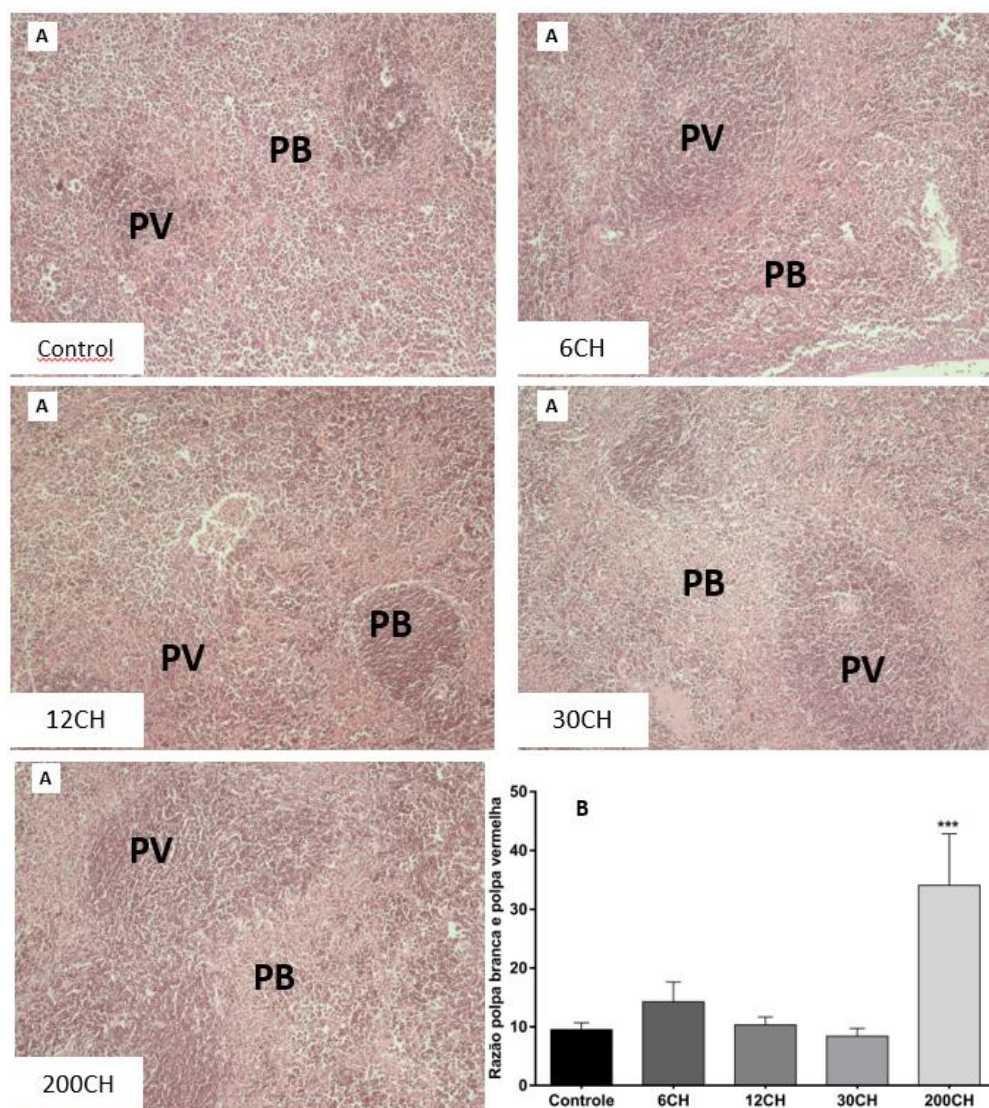 A
PB
PV
Control
A
PV
PB
6CH
A
PB
PV
12CH
A
PB
PV
30CH
A
PV
PB
200CH
B
Razão polpa branca e polpa vermelha
50
40
30
20
10
0
***
Controle 6CH 12CH 30CH 200CH